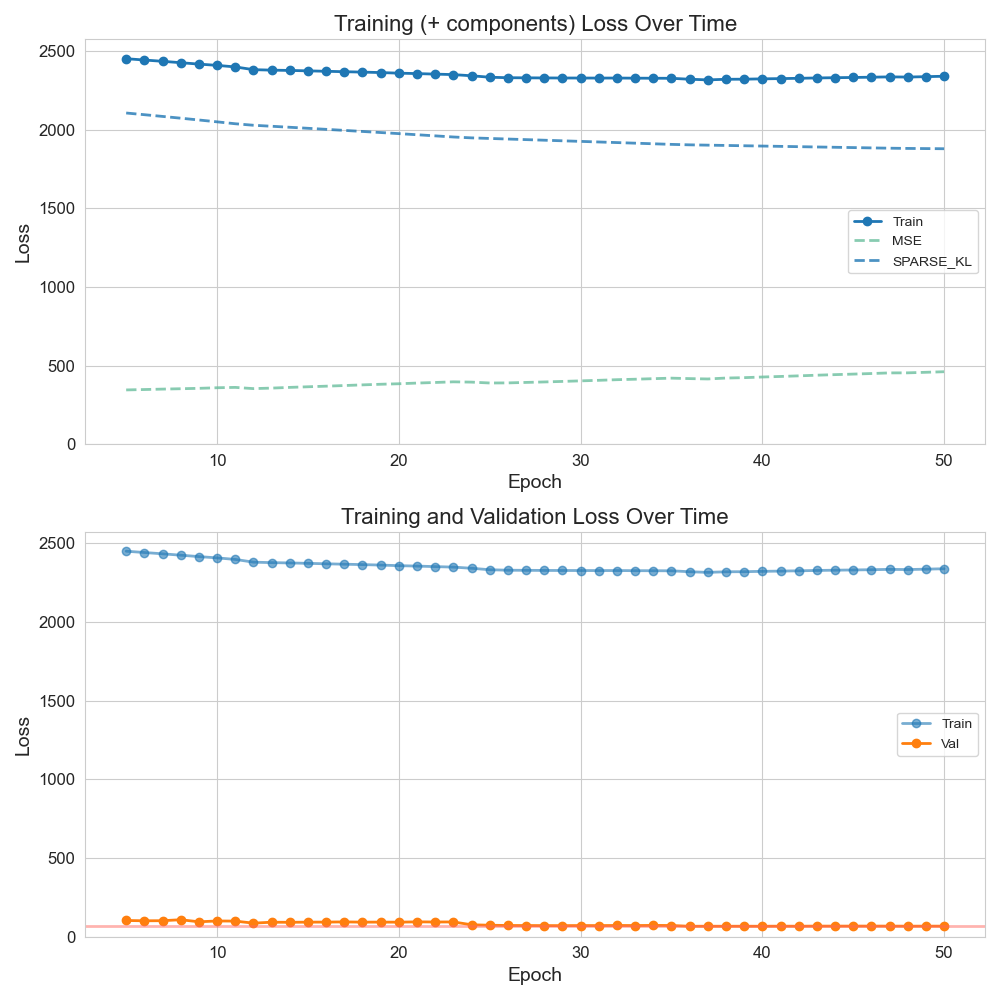 Training (+ components) Loss Over Time
2500
2000
1500
1000
500
0
Loss
Train
MSE
SPARSE_KL
10 20 30 40 50
Epoch
Training and Validation Loss Over Time
2500
2000
1500
1000
500
0
Loss
Train
Val
10 20 30 40 50
Epoch